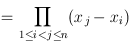 = ∏_{1≤i<j≤n} (x_j − x_i)